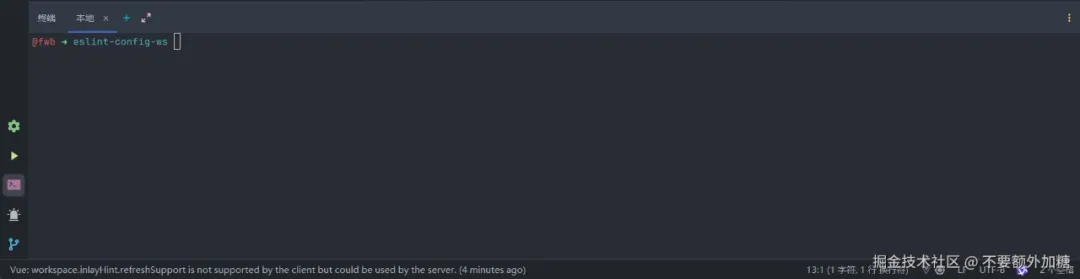 终端 本地 × +
@fwb → eslint-config-ws
Vue: workspace.inlayHint.refreshSupport is not supported by the client but could be used by the server. (4 minutes ago) 13:1 (1 字符, 1 行 换行符) LF UTF-8 2 个空格
掘金技术社区 @ 不要额外加糖